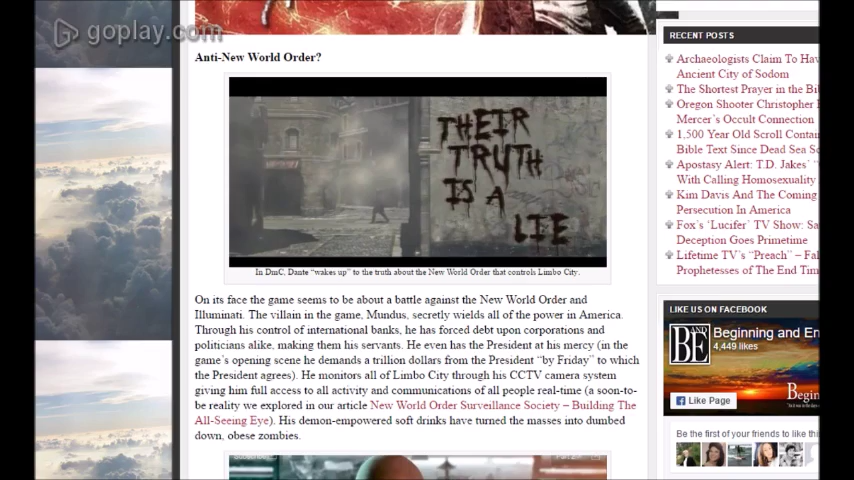 goplay.com
Anti-New World Order?
THEIR
TRUTH
IS A
LIE
In DmC, Dante "wakes up" to the truth about the New World Order that controls Limbo City.
On its face the game seems to be about a battle against the New World Order and
Illuminati. The villain in the game, Mundus, secretly wields all of the power in America.
Through his control of international banks, he has forced debt upon corporations and
politicians alike, making them his servants. He even has the President at his mercy (in the
game's opening scene he demands a trillion dollars from the President "by Friday" to which
the President agrees). He monitors all of Limbo City through his CCTV camera system
giving him full access to all activity and communications of all people real-time (a soon-to-
be reality we explored in our article New World Order Surveillance Society – Building The
All-Seeing Eye). His demon-empowered soft drinks have turned the masses into dumbed
down, obese zombies.
RECENT POSTS
Archaeologists Claim To Hav
Ancient City of Sodom
The Shortest Prayer in the Bi
Oregon Shooter Christopher
Mercer's Occult Connection
1,500 Year Old Scroll Contai
Bible Text Since Dead Sea Sc
Apostasy Alert: T.D. Jakes' "
With Calling Homosexuality
Kim Davis And The Coming
Persecution In America
Fox's 'Lucifer' TV Show: Sa
Deception Goes Primetime
Lifetime TV's "Preach" – Fal
Prophetesses of The End Tim
LIKE US ON FACEBOOK
BE
AND
Beginning and En
4,449 likes
Like Page
Begin
Be the first of your friends to like thi